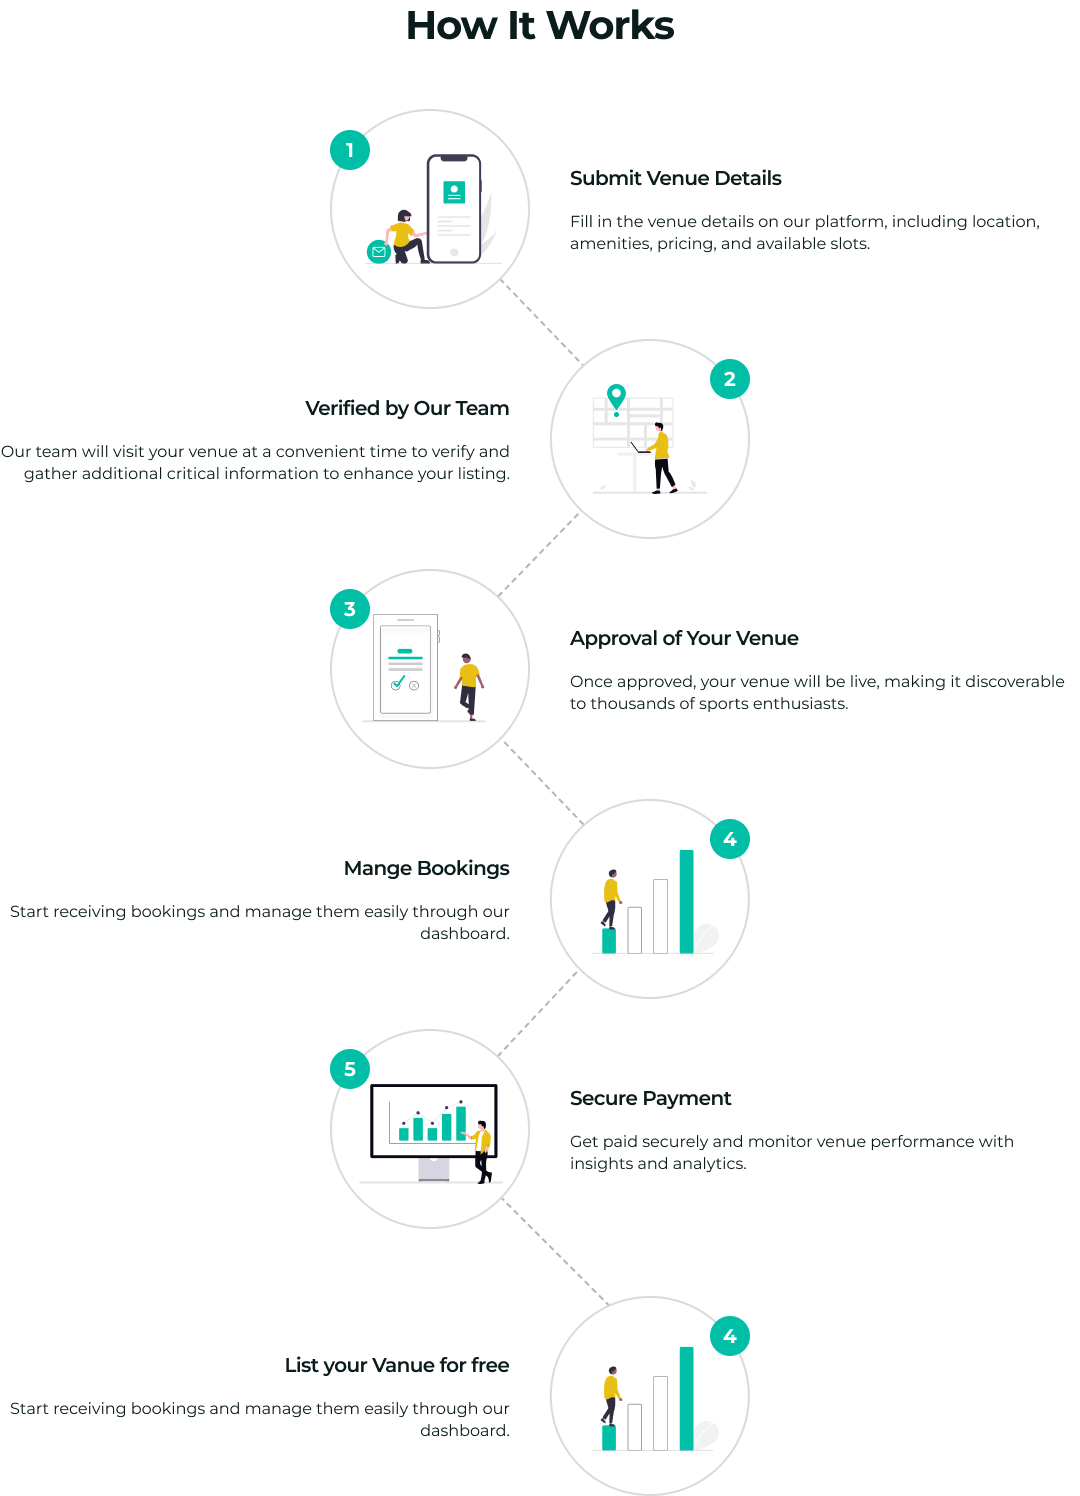 How It Works
1
Submit Venue Details
Fill in the venue details on our platform, including location,
amenities, pricing, and available slots.
2
Verified by Our Team
Our team will visit your venue at a convenient time to verify and
gather additional critical information to enhance your listing.
3
Approval of Your Venue
Once approved, your venue will be live, making it discoverable
to thousands of sports enthusiasts.
4
Mange Bookings
Start receiving bookings and manage them easily through our
dashboard.
5
Secure Payment
Get paid securely and monitor venue performance with
insights and analytics.
4
List your Vanue for free
Start receiving bookings and manage them easily through our
dashboard.